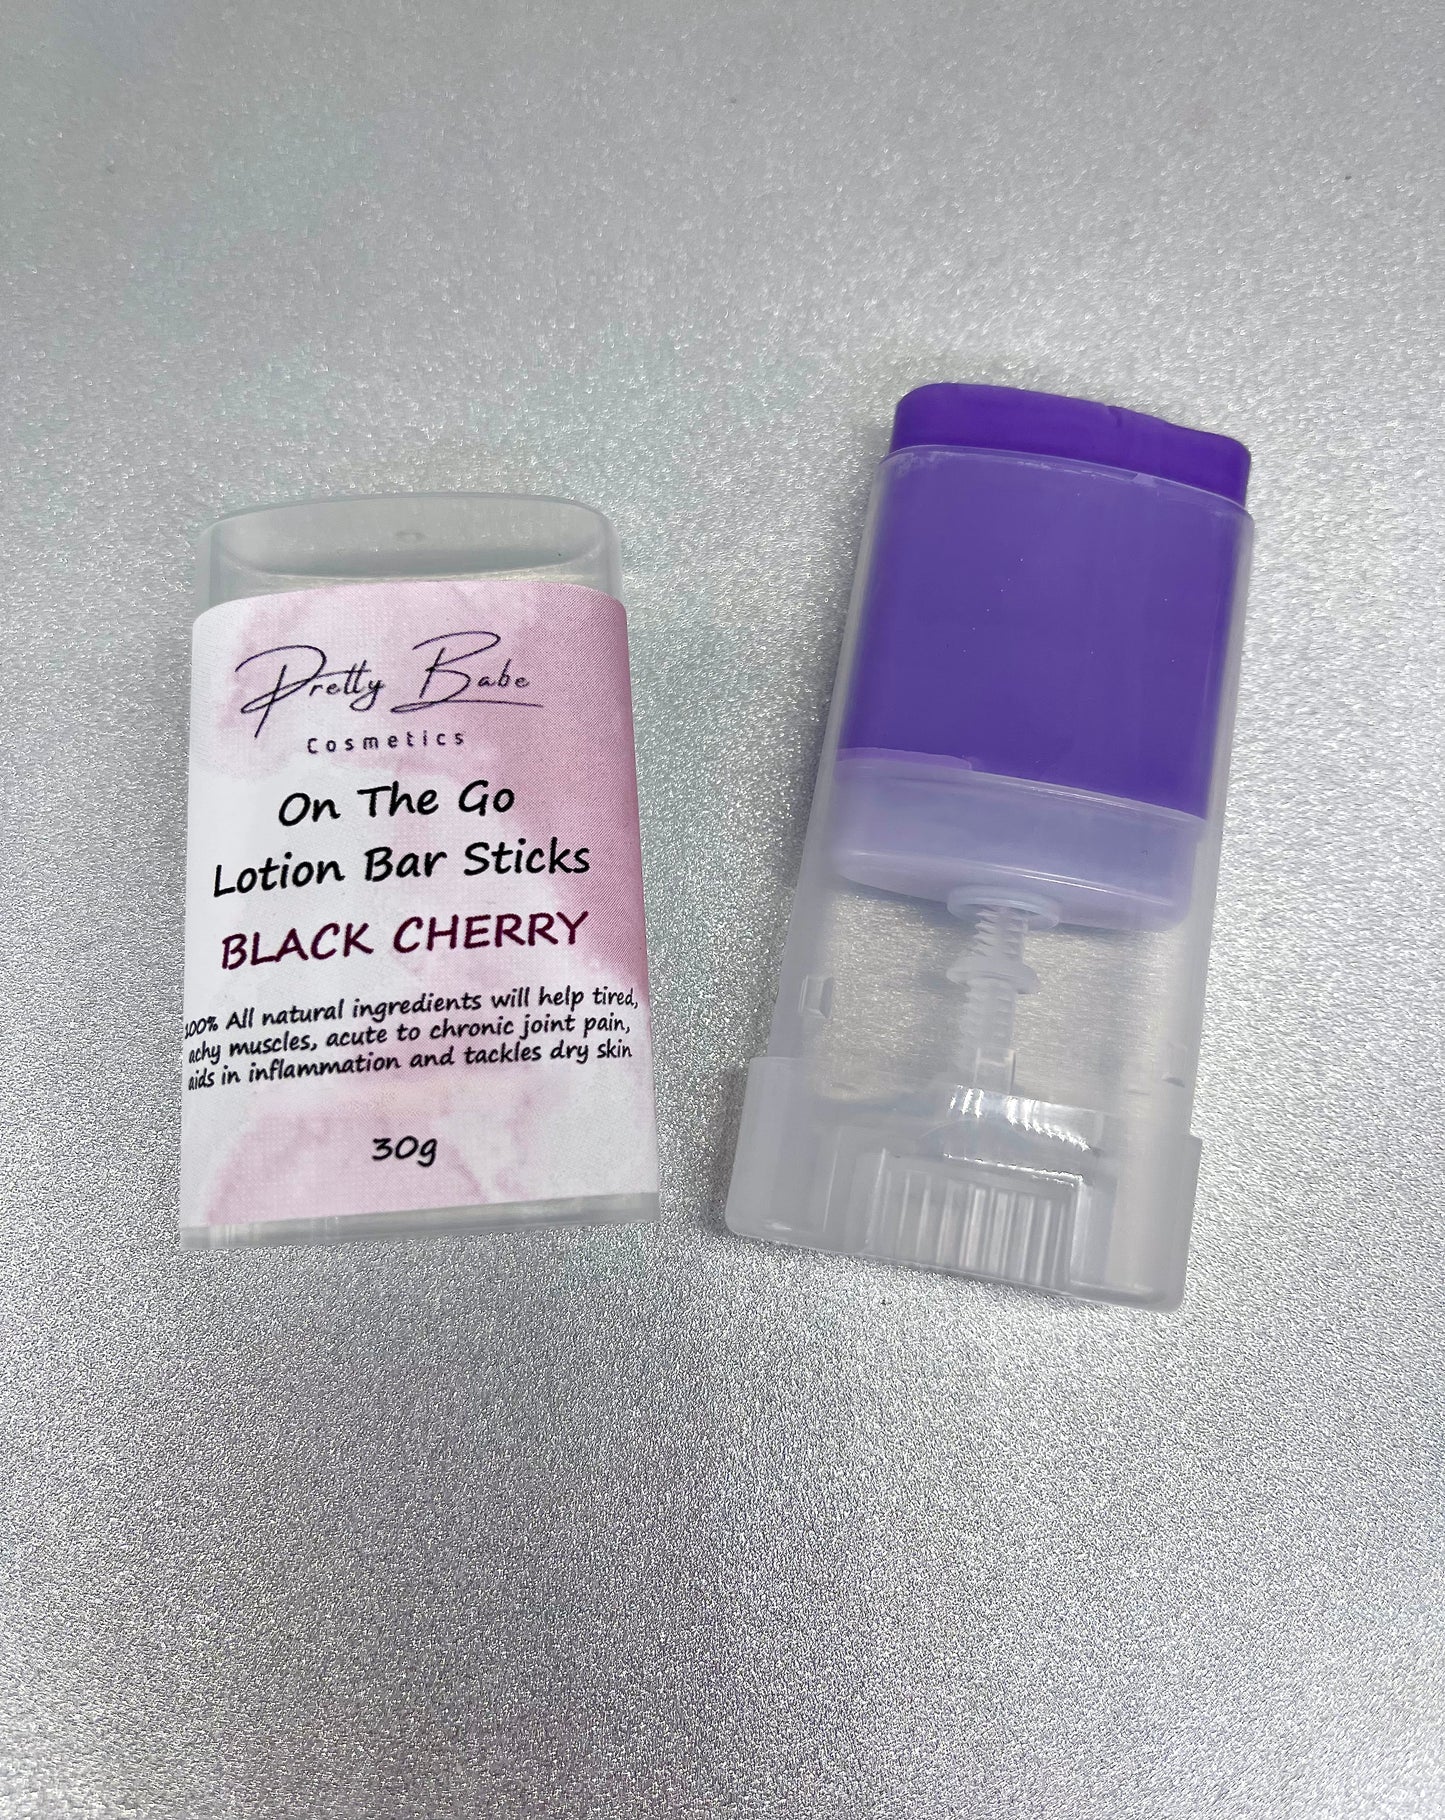 Pretty Babe
Cosmetics
On The Go
Lotion Bar Sticks
BLACK CHERRY
100% All natural ingredients will help tired,
achy muscles, acute to chronic joint pain,
aids in inflammation and tackles dry skin
30g